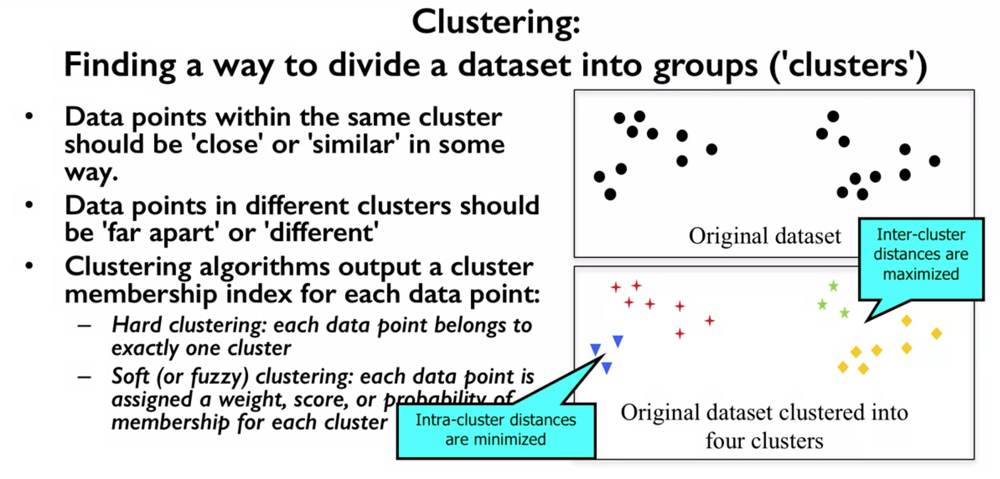 Clustering:
Finding a way to divide a dataset into groups ('clusters')
• Data points within the same cluster
should be 'close' or 'similar' in some
way.
• Data points in different clusters should
be 'far apart' or 'different'
• Clustering algorithms output a cluster
membership index for each data point:
– Hard clustering: each data point belongs to
exactly one cluster
– Soft (or fuzzy) clustering: each data point is
assigned a weight, score, or probability of
membership for each cluster
Original dataset
Inter-cluster
distances are
maximized
Intra-cluster distances
are minimized
Original dataset clustered into
four clusters